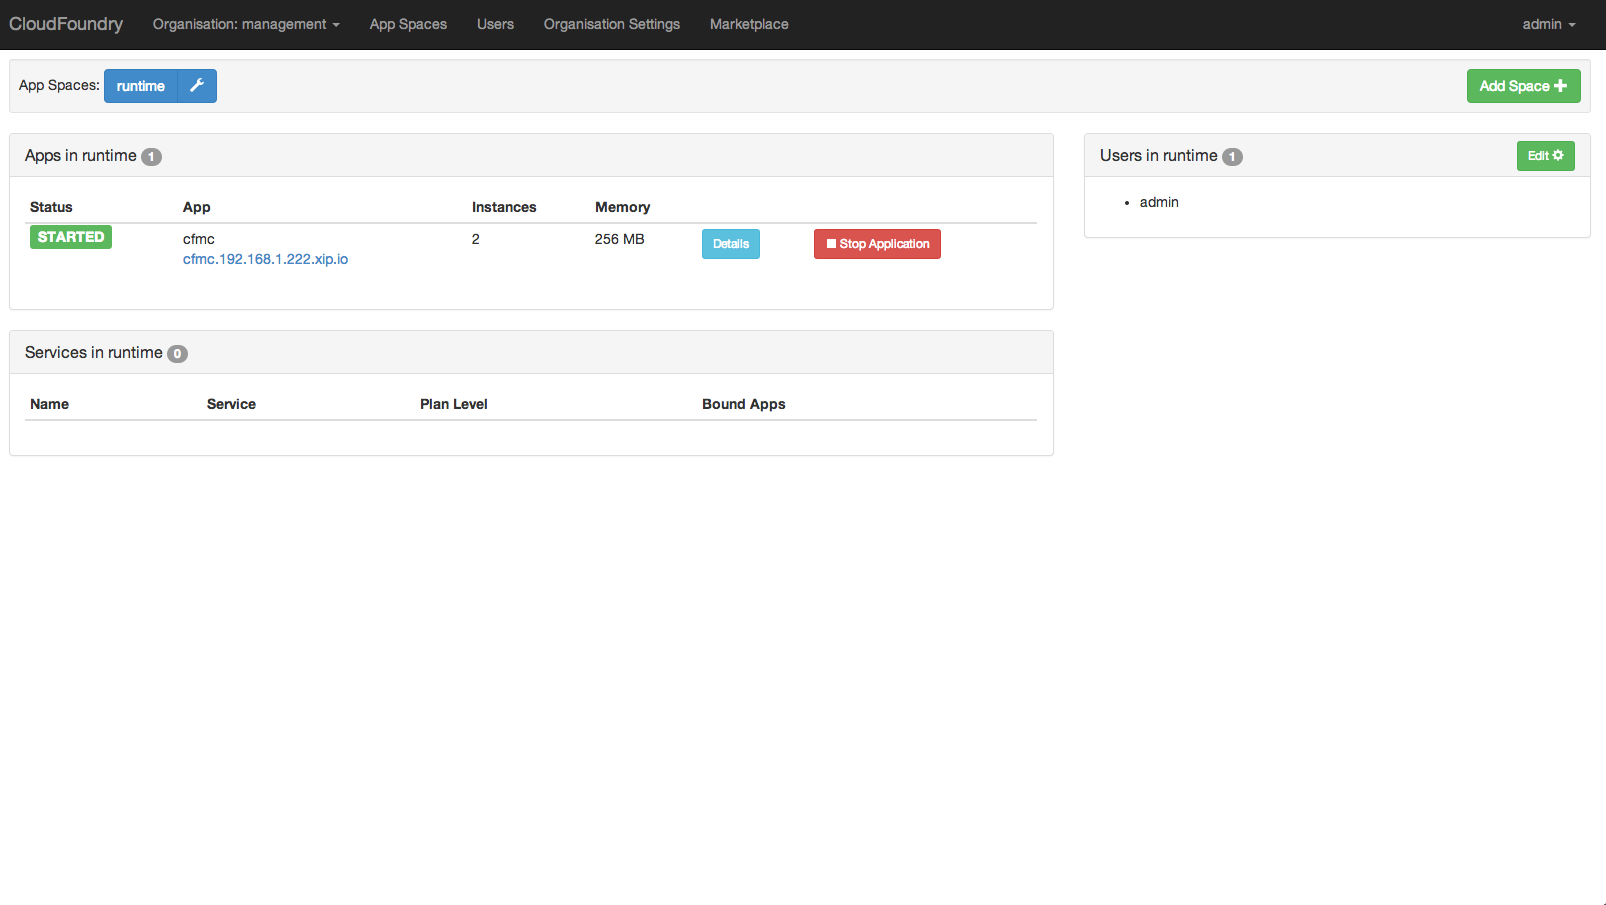 CloudFoundry Organisation: management App Spaces Users Organisation Settings Marketplace admin
App Spaces: runtime Add Space
Apps in runtime 1
Status App Instances Memory
STARTED cfmc 2 256 MB Details Stop Application
cfmc.192.168.1.222.xip.io
Services in runtime 0
Name Service Plan Level Bound Apps
Users in runtime 1 Edit
admin